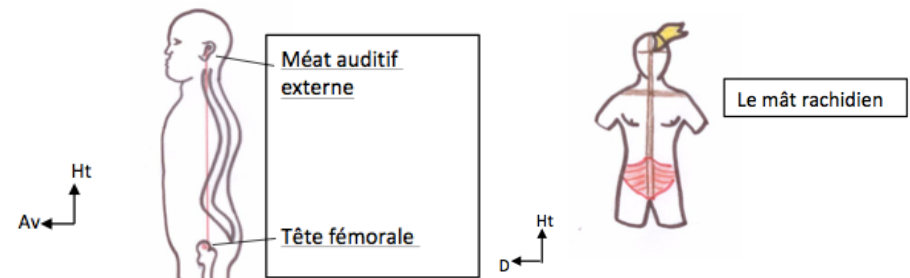 Méat auditif
externe
Ht
Av
Tête fémorale
Le mât rachidien
Ht
D